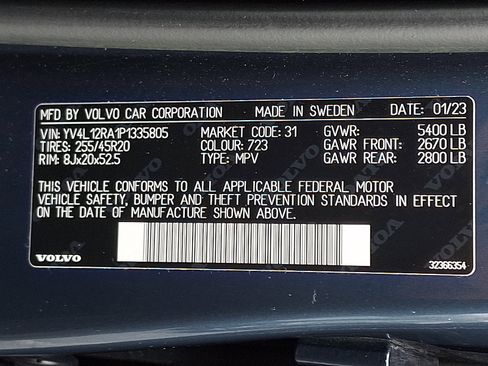 MFD BY VOLVO CAR CORPORATION MADE IN SWEDEN DATE: 01/23
VIN: YV4L12RA1P1335805 MARKET CODE: 31 GVWR: 5400 LB
TIRES: 255/45R20 COLOUR: 723 GAWR FRONT: 2670 LB
RIM: 8Jx20x52.5 TYPE: MPV GAWR REAR: 2800 LB
THIS VEHICLE CONFORMS TO ALL APPLICABLE FEDERAL MOTOR
VEHICLE SAFETY, BUMPER AND THEFT PREVENTION STANDARDS IN EFFECT
ON THE DATE OF MANUFACTURE SHOWN ABOVE.
VOLVO 32366354